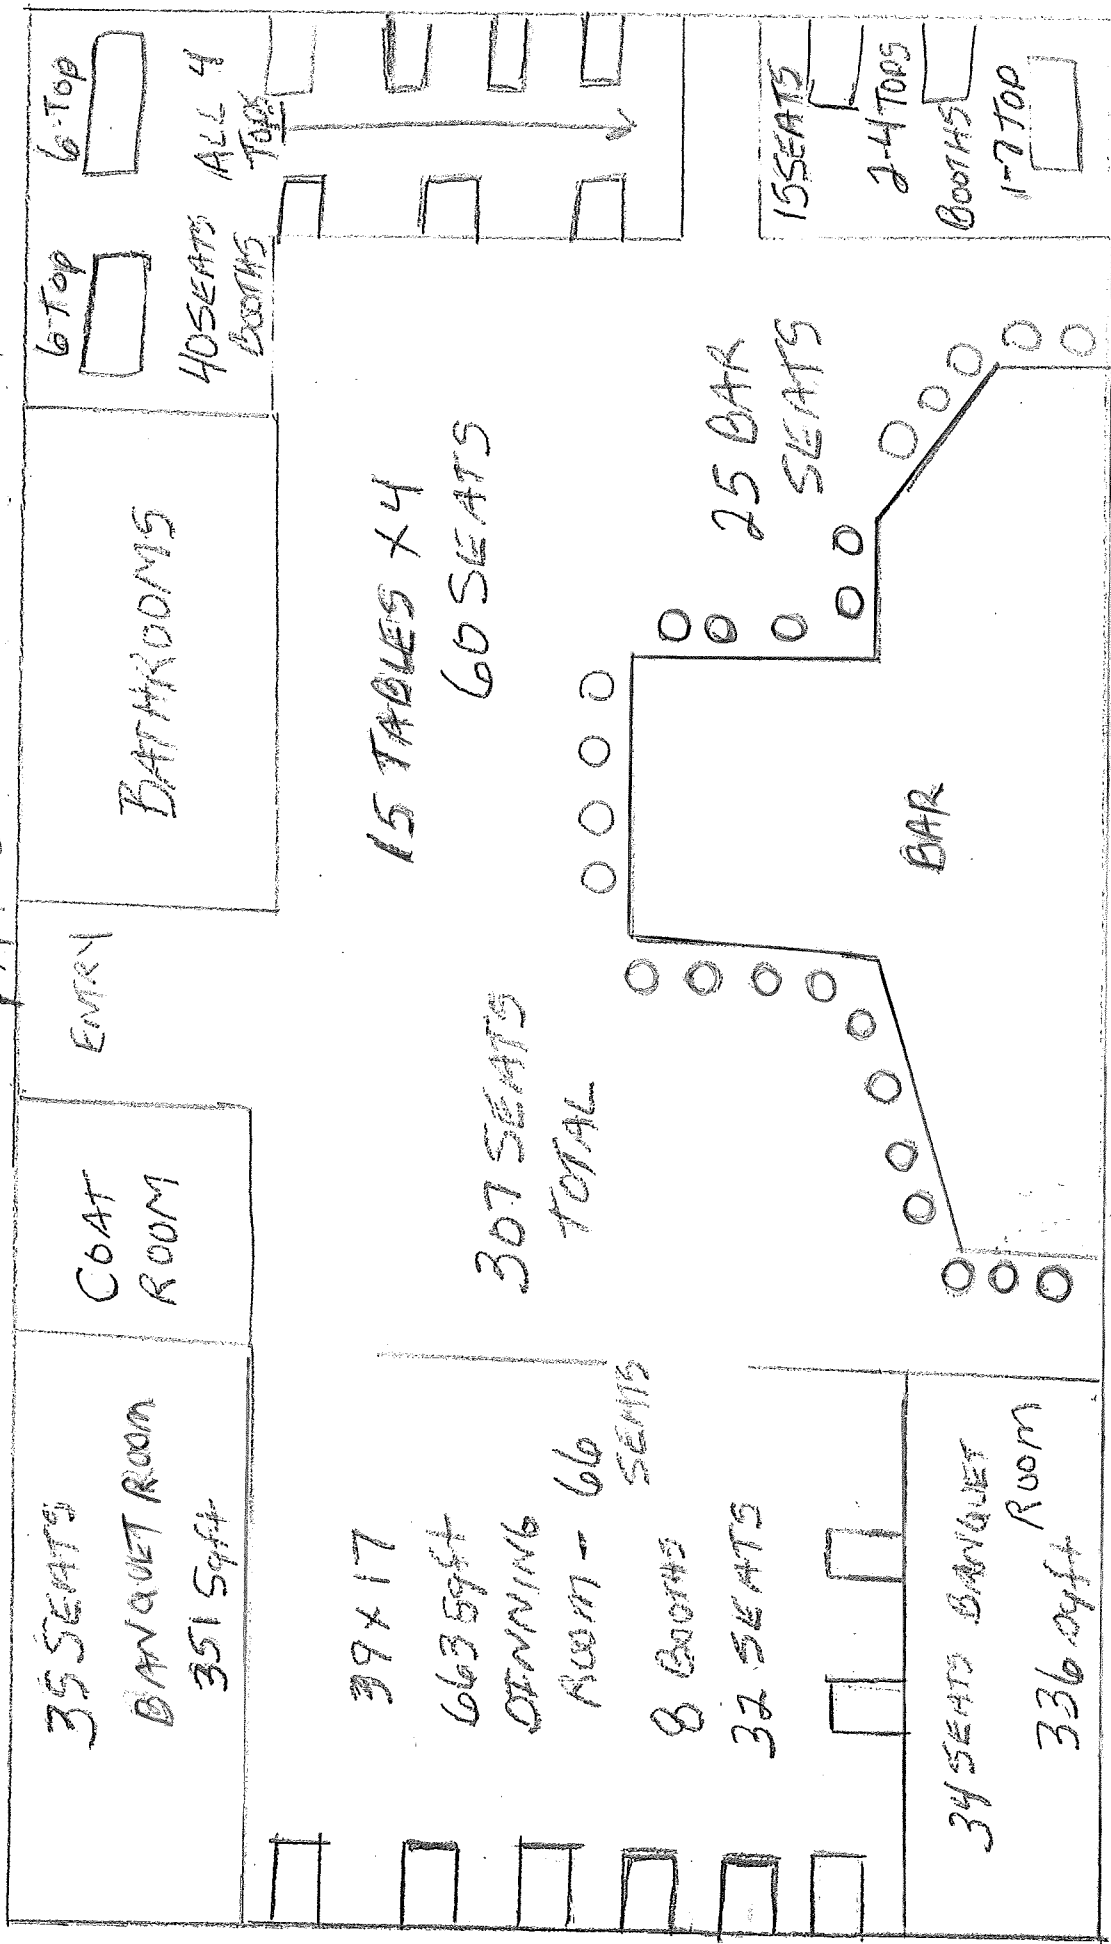 35 SEATS
BANQUET ROOM
351 Sqft
COAT
ROOM
ENTRY
BATHROOMS
6-Top
6-Top
40 SEATS
BOOTHS
ALL 4
TOPS
39 x 17
663 sqft
DINNING
ROOM - 66
SEATS
8 BOOTHS
32 SEATS
307 SEATS
TOTAL
15 TABLES x 4
60 SEATS
25 BAR
SEATS
BAR
15 SEATS
2-4 TOPS
BOOTHS
1-7 TOP
34 SEATS BANQUET
ROOM
336 sqft